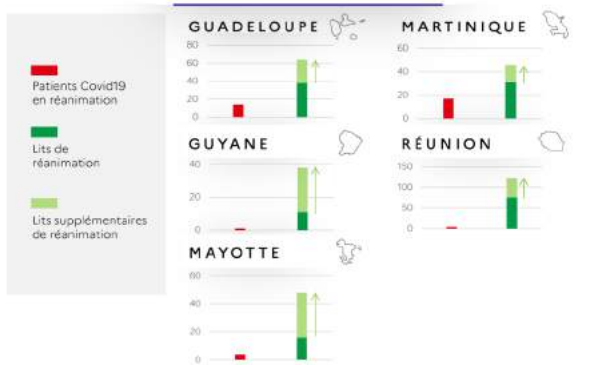 Patients Covid19
en réanimation
Lits de
réanimation
Lits supplémentaires
de réanimation
GUADELOUPE
80
60
40
20
0
MARTINIQUE
60
40
20
0
GUYANE
40
20
0
RÉUNION
150
100
50
0
MAYOTTE
60
40
20
0